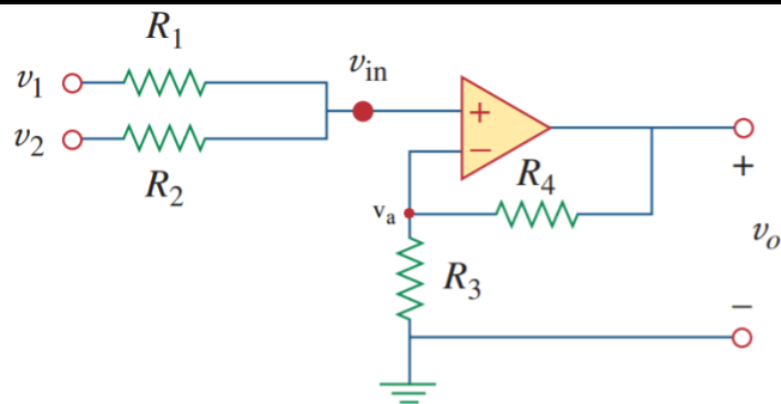 R₁
v₁
vin
v₂
+
−
R₂
R₄
+
va
vo
R₃
−